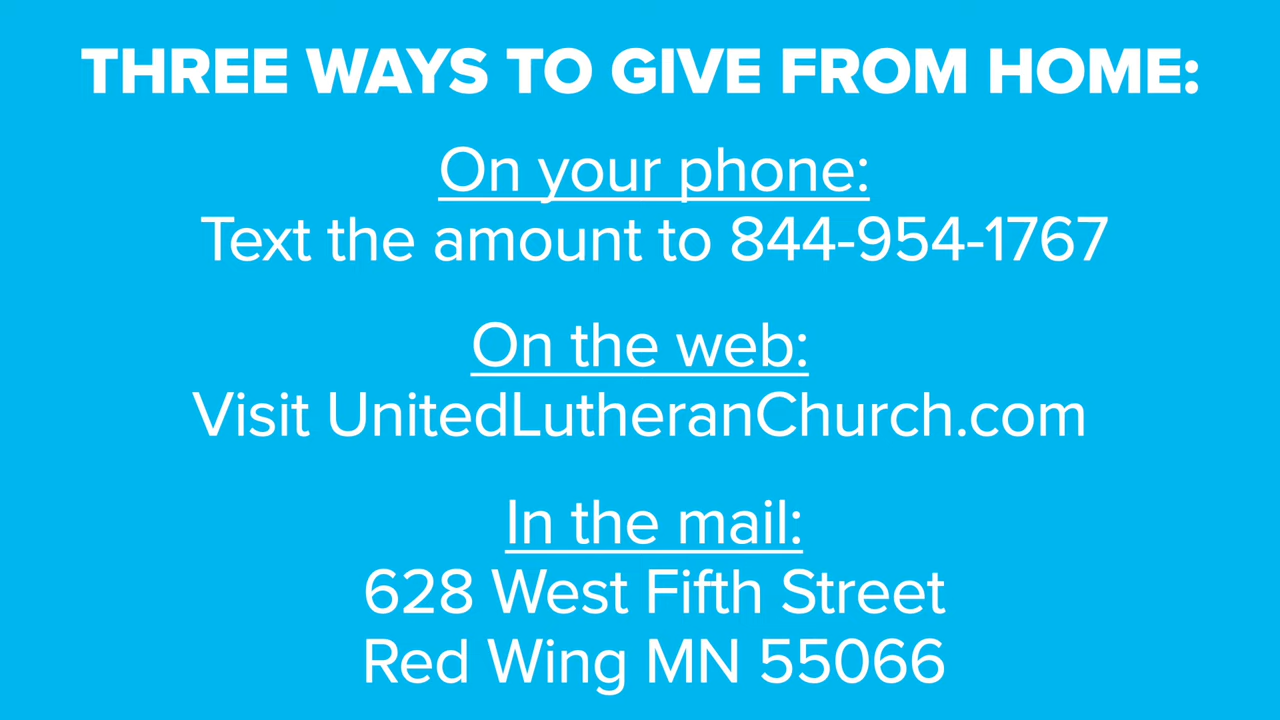 THREE WAYS TO GIVE FROM HOME:
On your phone:
Text the amount to 844-954-1767
On the web:
Visit UnitedLutheranChurch.com
In the mail:
628 West Fifth Street
Red Wing MN 55066